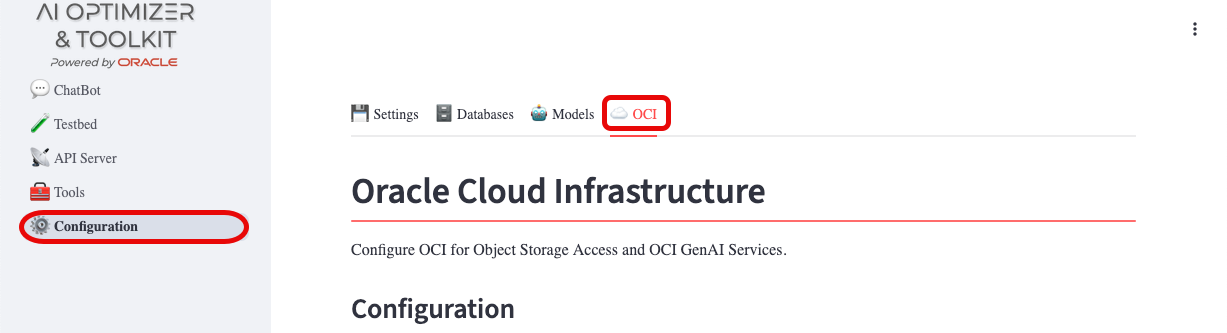 AI OPTIMIZER
& TOOLKIT
Powered by ORACLE
ChatBot
Testbed
API Server
Tools
Configuration
Settings Databases Models OCI
Oracle Cloud Infrastructure
Configure OCI for Object Storage Access and OCI GenAI Services.
Configuration